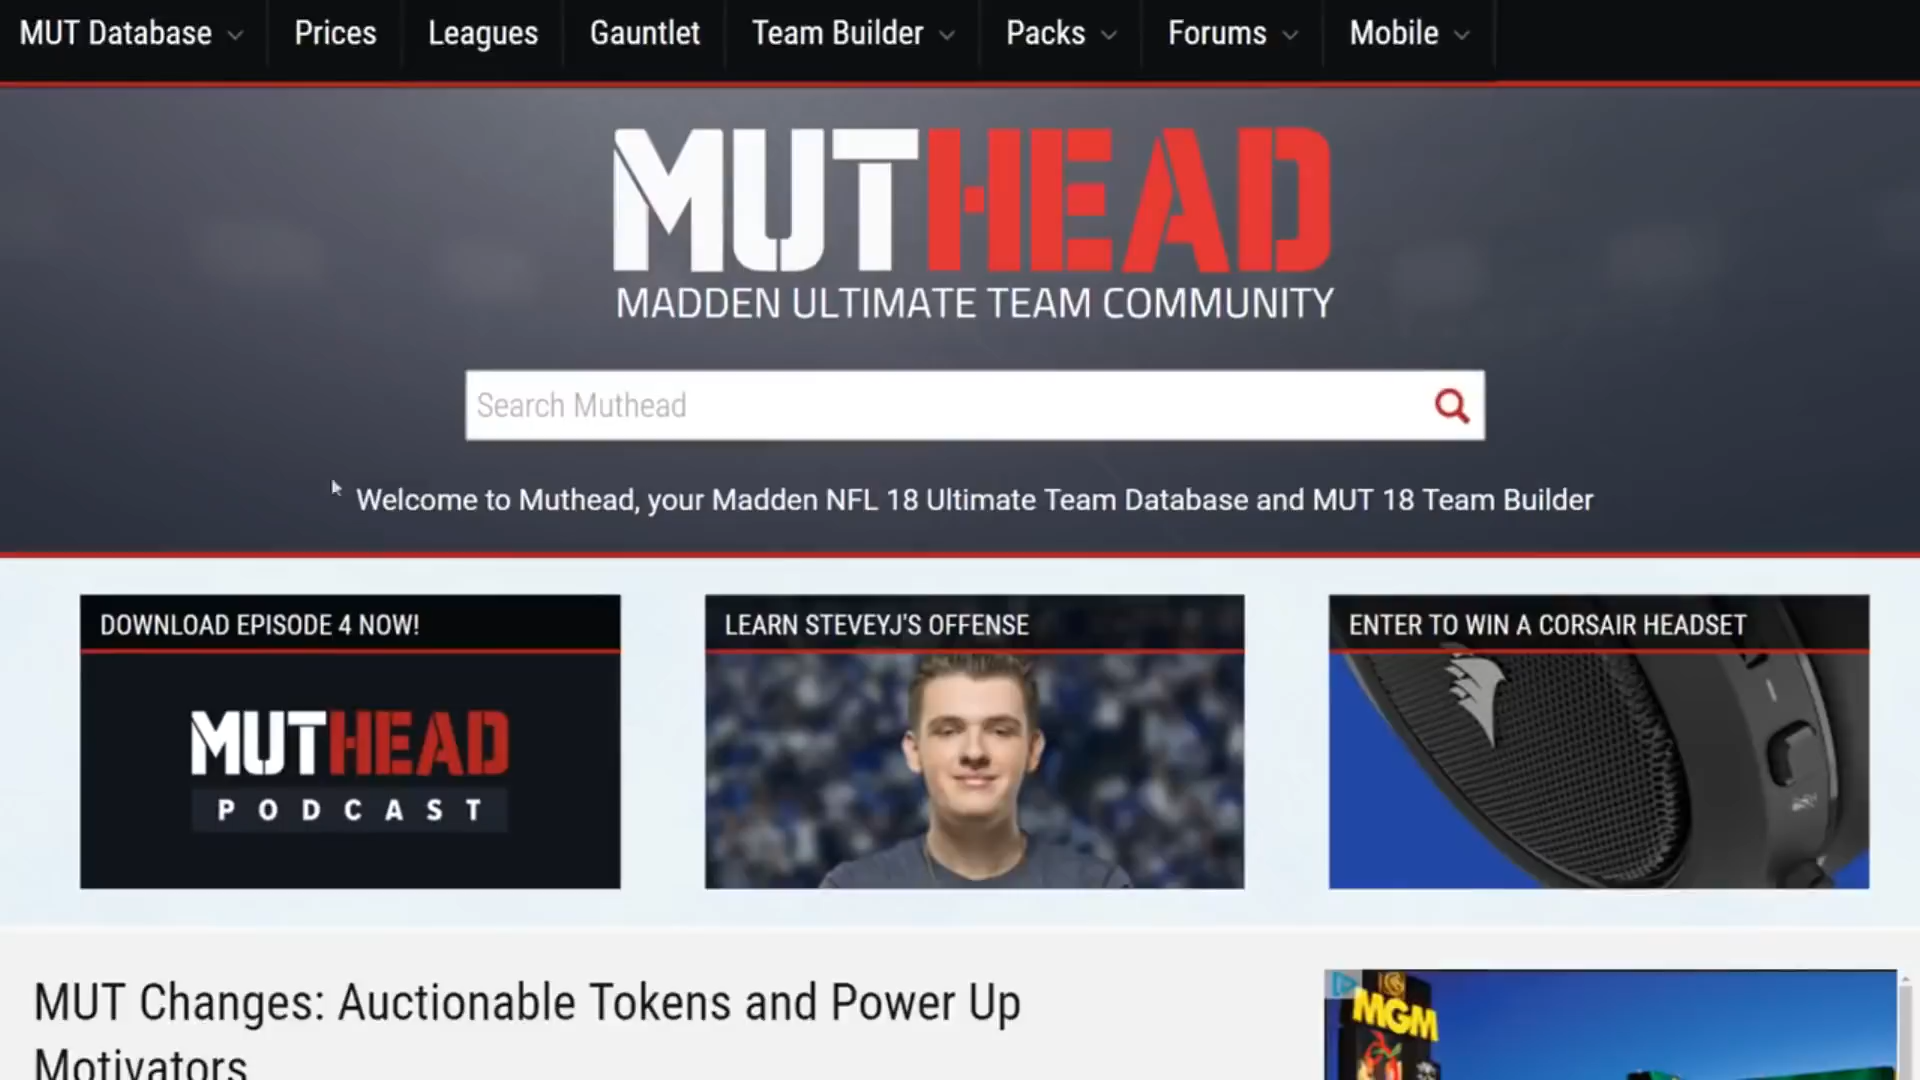 MUT Database
Prices
Leagues
Gauntlet
Team Builder
Packs
Forums
Mobile
MUTHEAD
MADDEN ULTIMATE TEAM COMMUNITY
Search Muthead
Welcome to Muthead, your Madden NFL 18 Ultimate Team Database and MUT 18 Team Builder
DOWNLOAD EPISODE 4 NOW!
MUTHEAD
PODCAST
LEARN STEVEYJ'S OFFENSE
ENTER TO WIN A CORSAIR HEADSET
MUT Changes: Auctionable Tokens and Power Up
Motivators
MGM